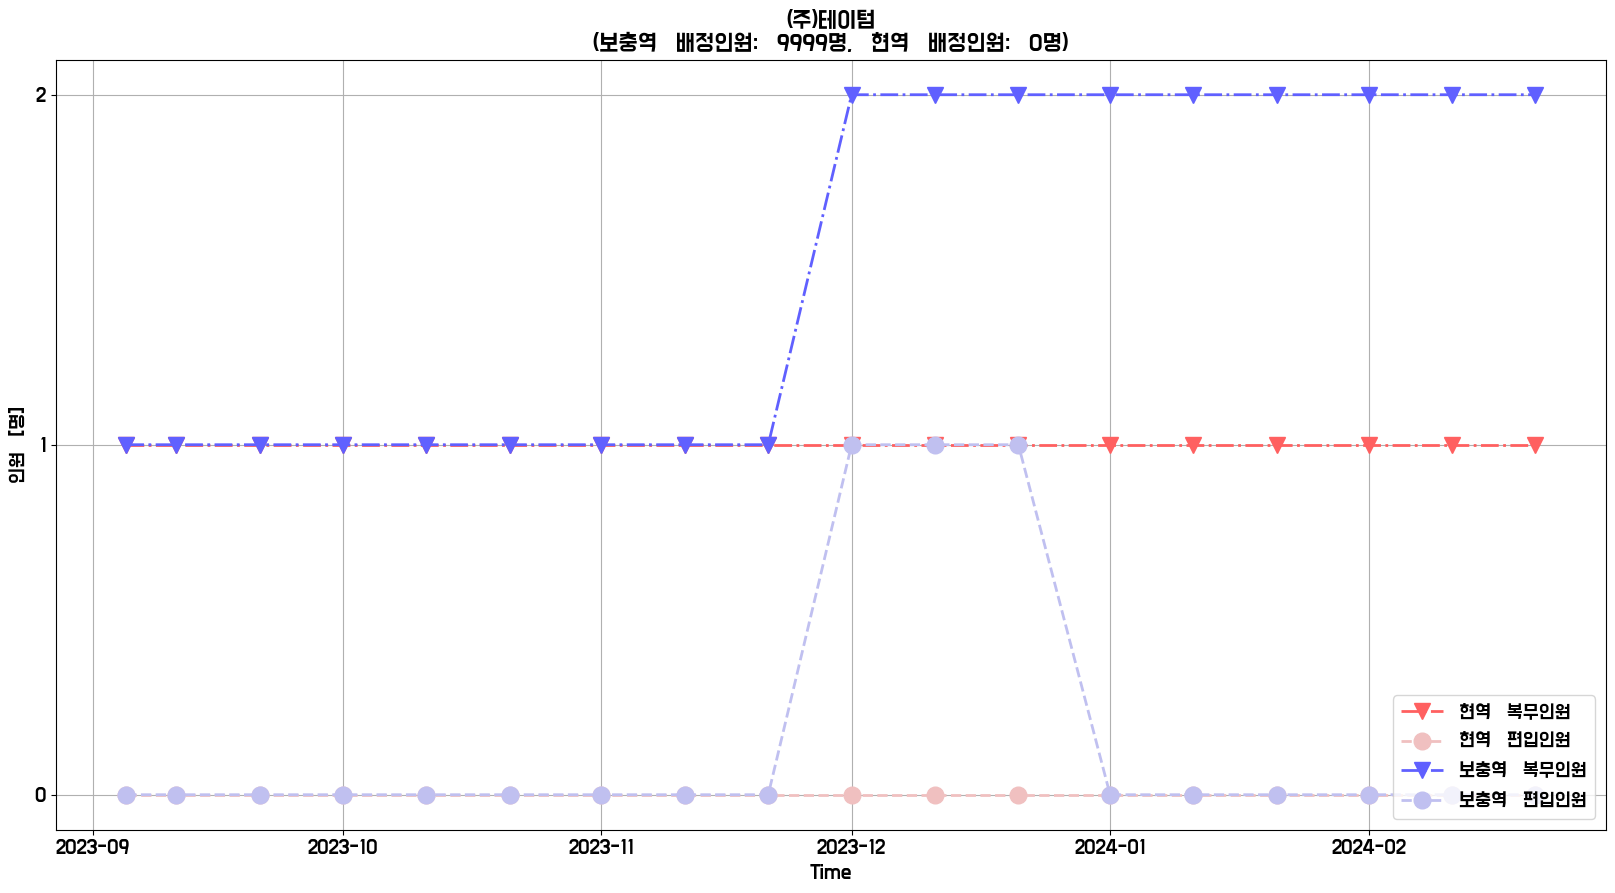 (주)테이텀
(보충역 배정인원: 9999명, 현역 배정인원: 0명)
인원 [명]
2
1
0
2023-09
2023-10
2023-11
2023-12
2024-01
2024-02
Time
현역 복무인원
현역 편입인원
보충역 복무인원
보충역 편입인원